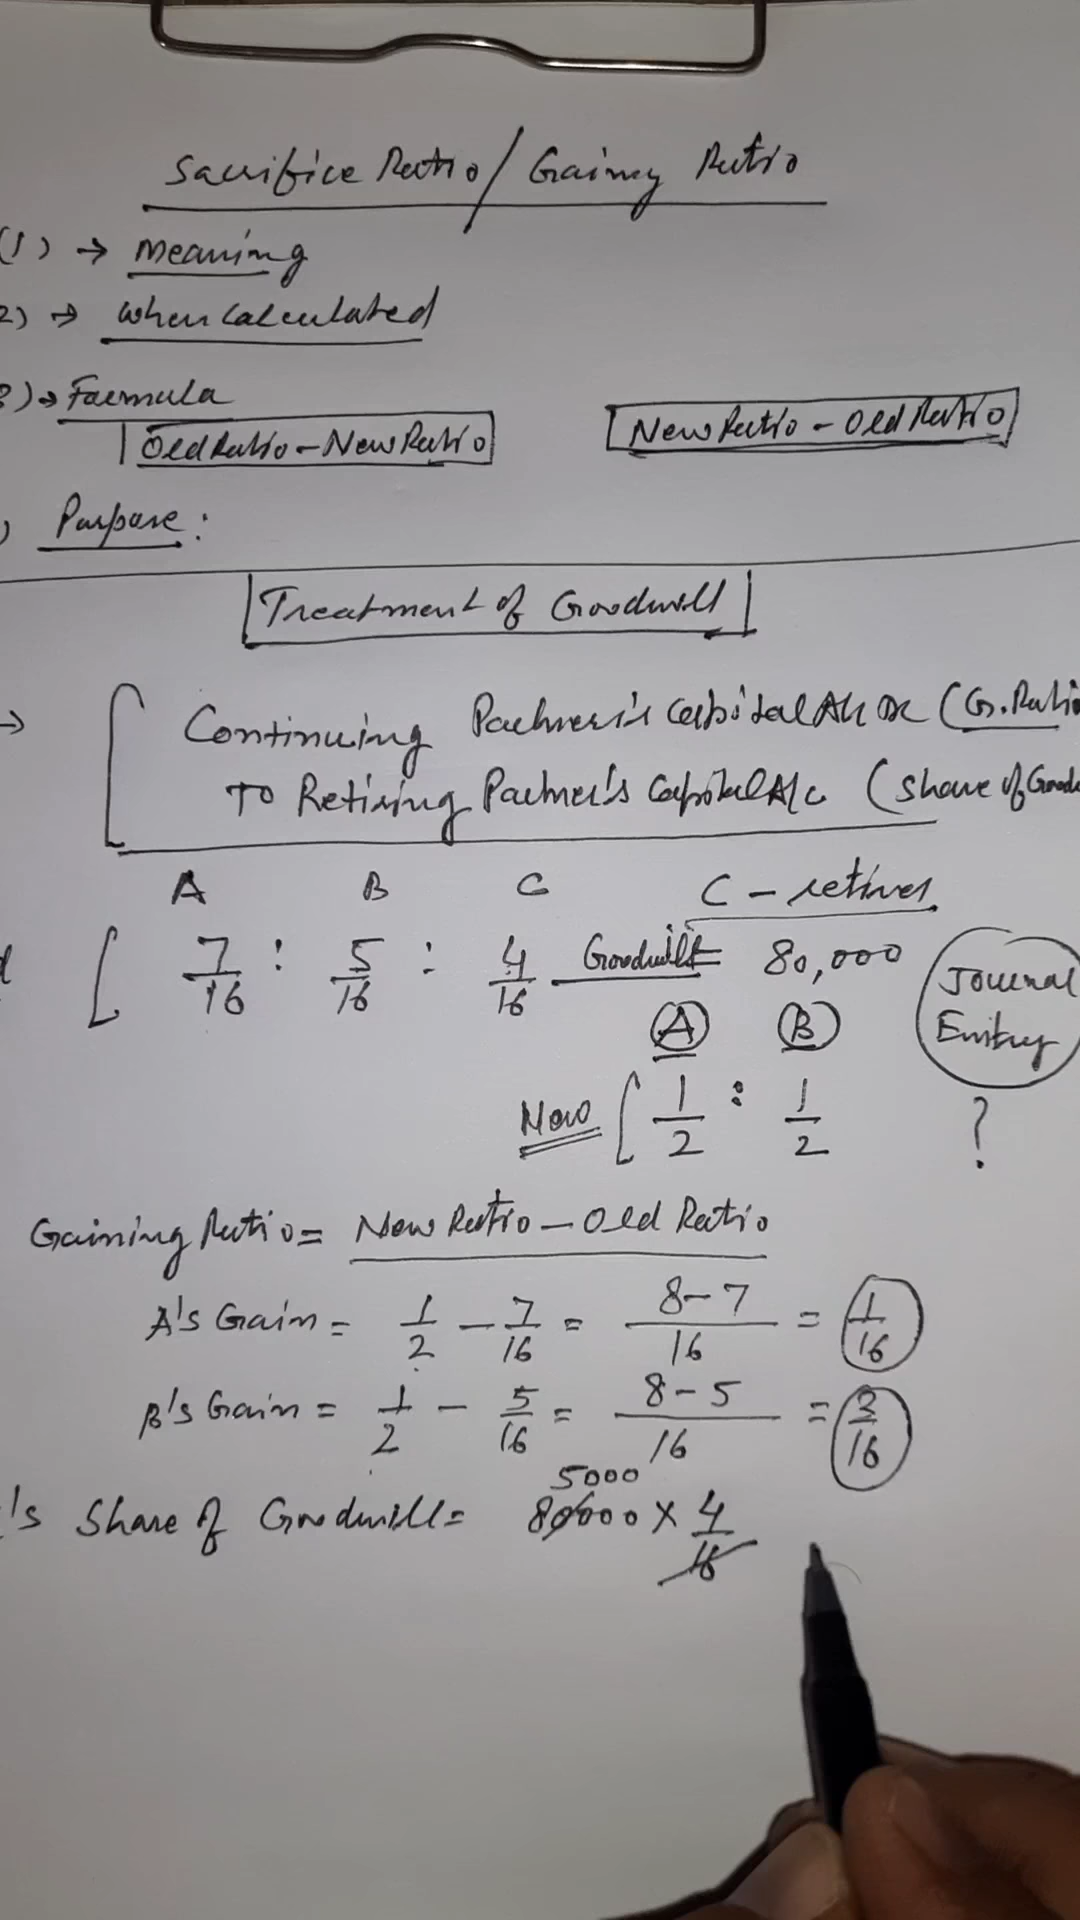 Sacrifice Ratio/Gaining Ratio
(1) → Meaning
2) → When Calculated
3) → Formula
Old Ratio - New Ratio
New Ratio - Old Ratio
) Purpose:
Treatment of Goodwill
→ Continuing Partner's Capital A/c Dr (G. Ratio
To Retiring Partner's Capital A/c (Share of Good
A B C C - retires
d [ 7/16 : 5/16 : 4/16 Goodwill = 80,000
Journal Entry ?
A B
New [ 1/2 : 1/2
Gaining Ratio = New Ratio - Old Ratio
A's Gain = 1/2 - 7/16 = 8-7/16 = 1/16
B's Gain = 1/2 - 5/16 = 8-5/16 = 3/16
5000
's Share of Goodwill = 80000 × 4/16